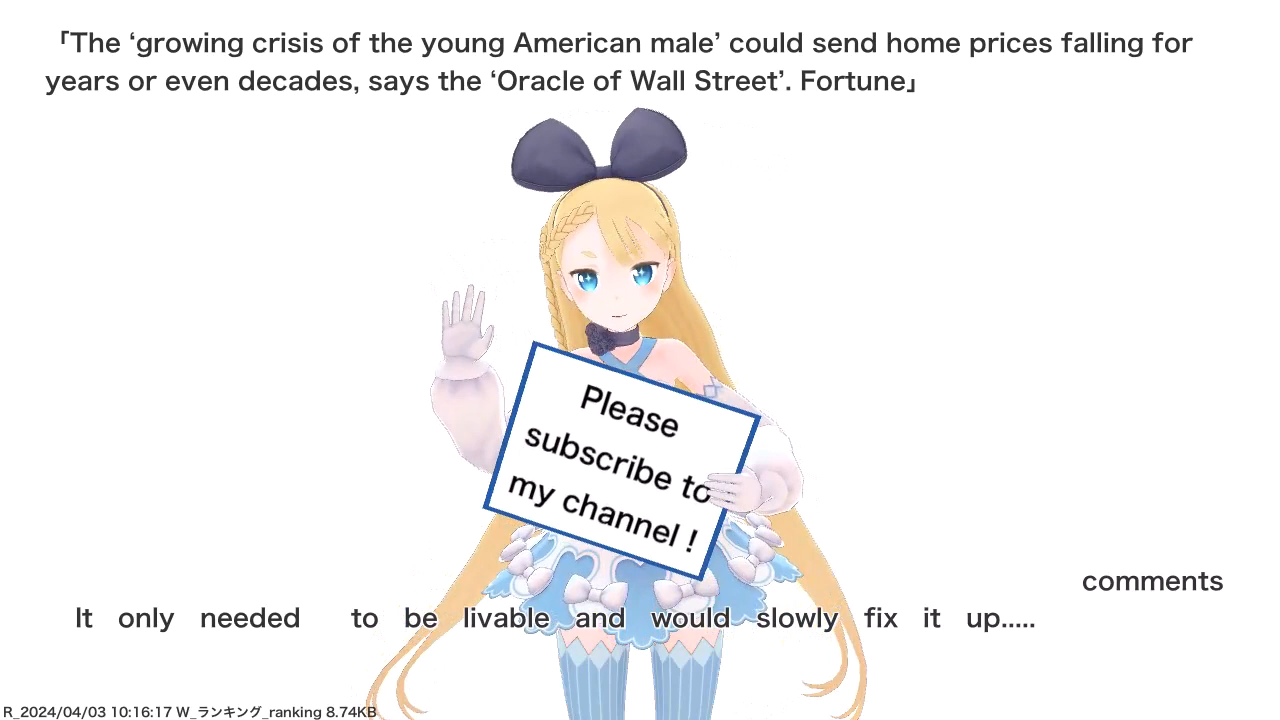 「The ‘growing crisis of the young American male’ could send home prices falling for
years or even decades, says the ‘Oracle of Wall Street’. Fortune」
Please
subscribe to
my channel !
comments
It only needed to be livable and would slowly fix it up.....
R_2024/04/03 10:16:17 W_ランキング_ranking 8.74KB